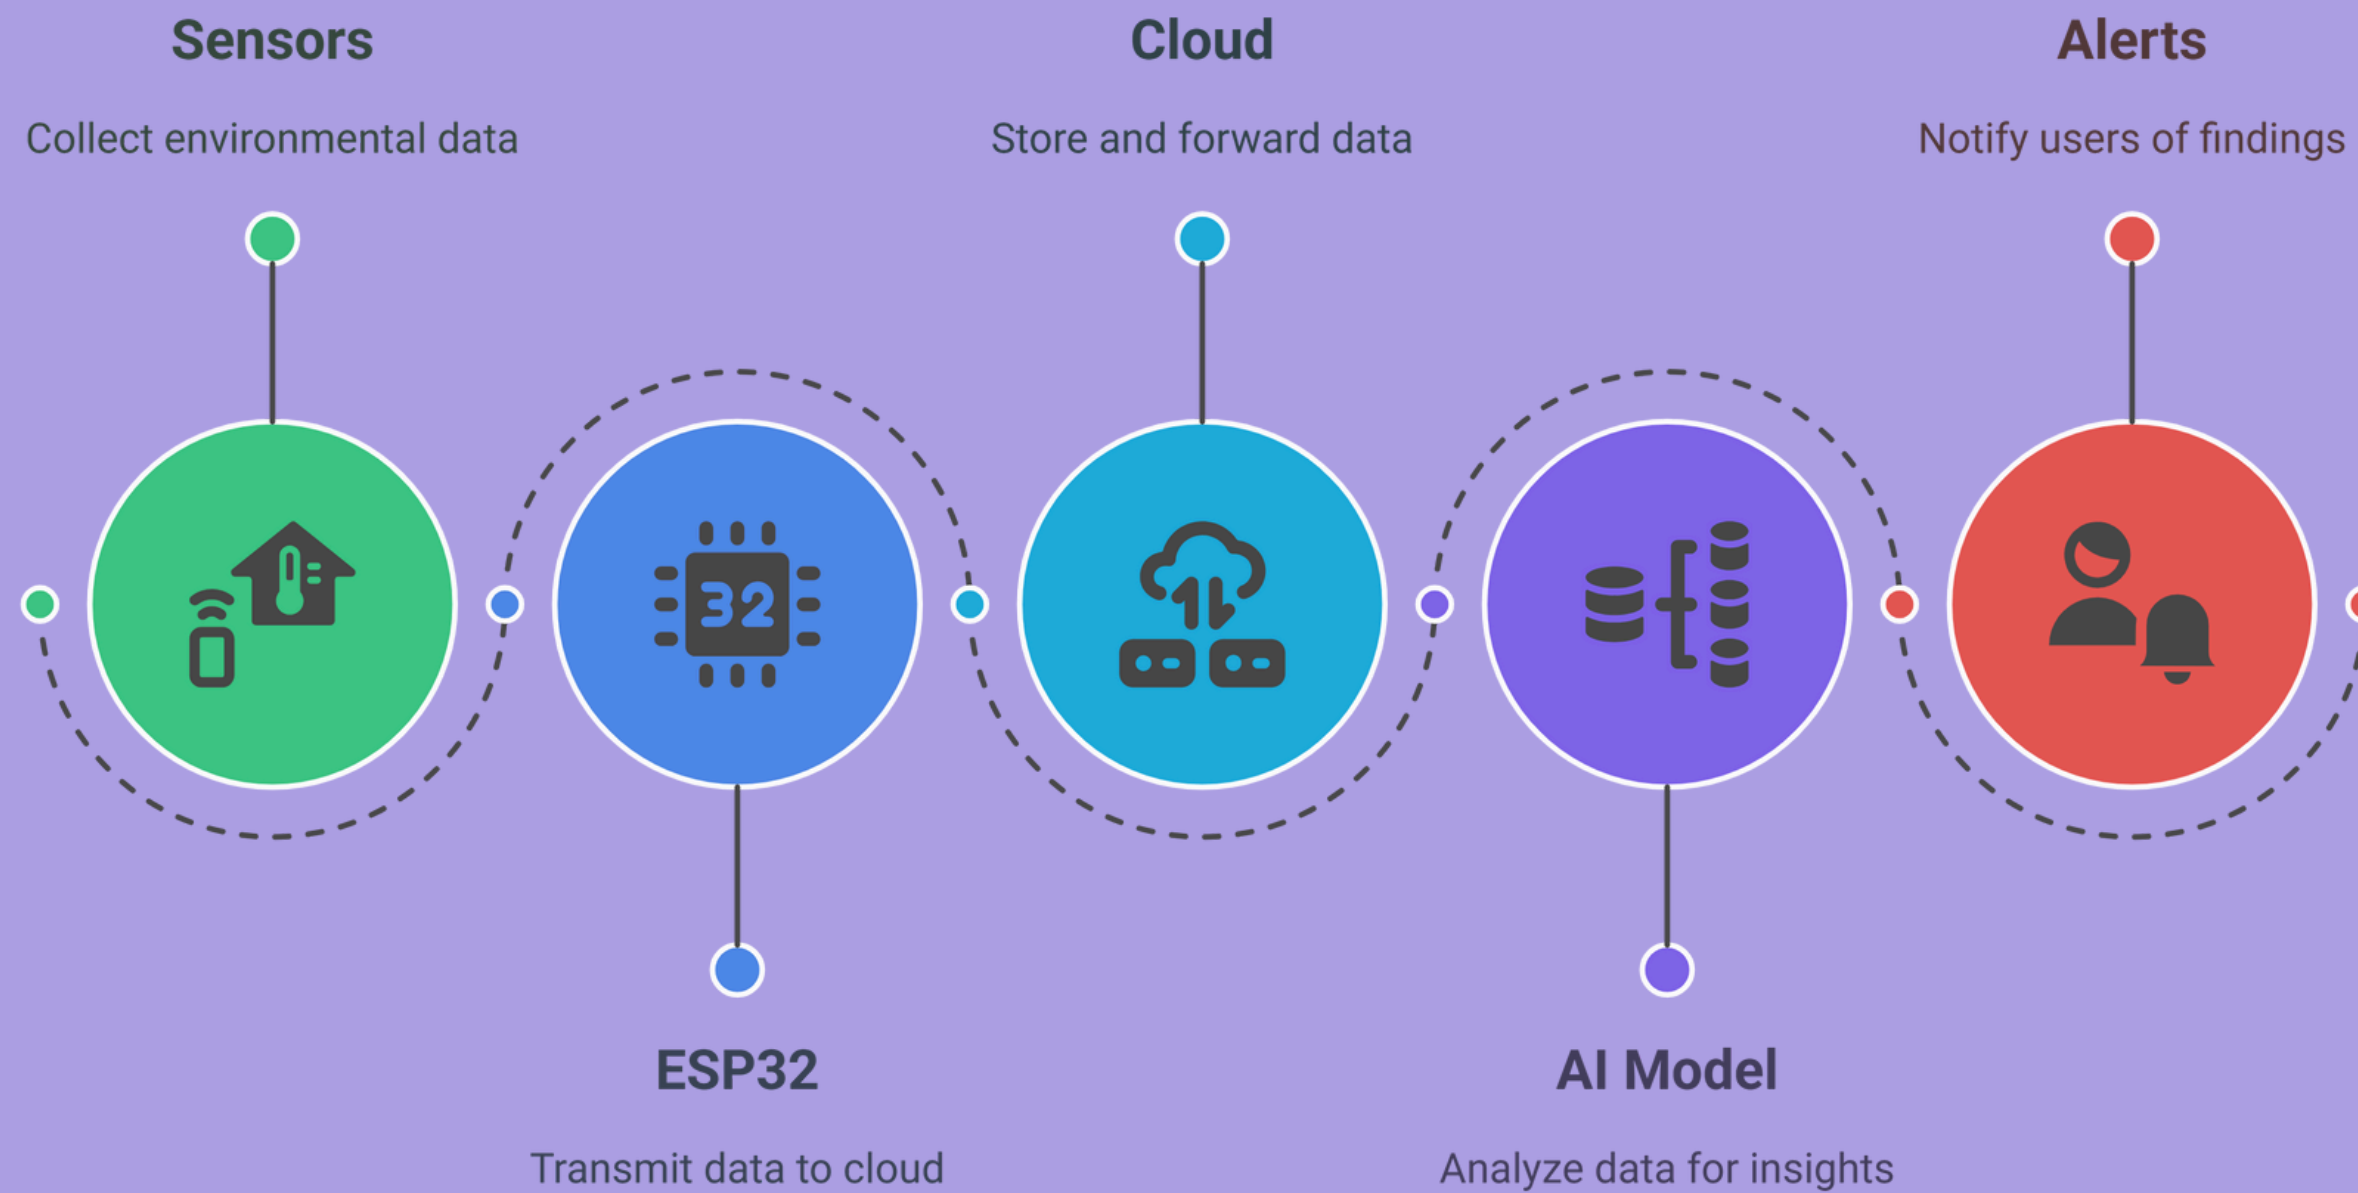 Sensors
Collect environmental data
Cloud
Store and forward data
Alerts
Notify users of findings
32
ESP32
Transmit data to cloud
AI Model
Analyze data for insights